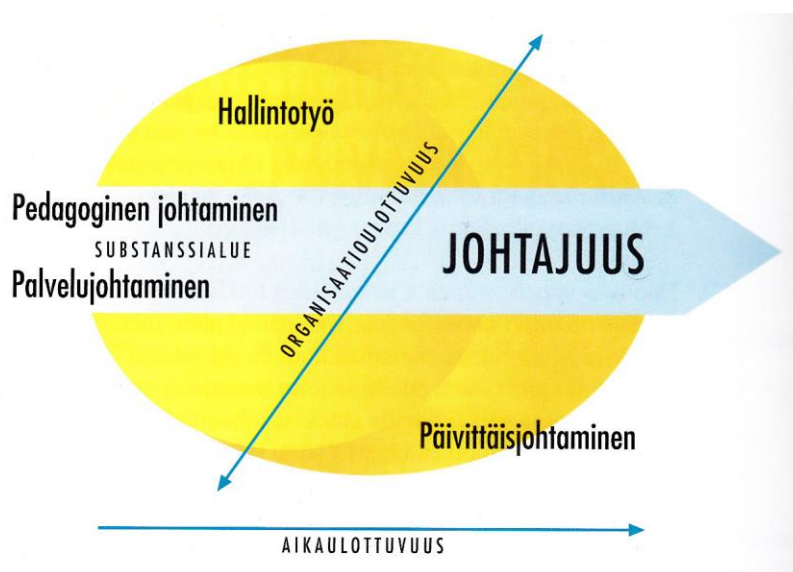 Hallintotyö
ORGANISAATIOULOTTUVUUS
Pedagoginen johtaminen
SUBSTANSSIALUE
Palvelujohtaminen
JOHTAJUUS
Päivittäisjohtaminen
AIKAULOTTUVUUS